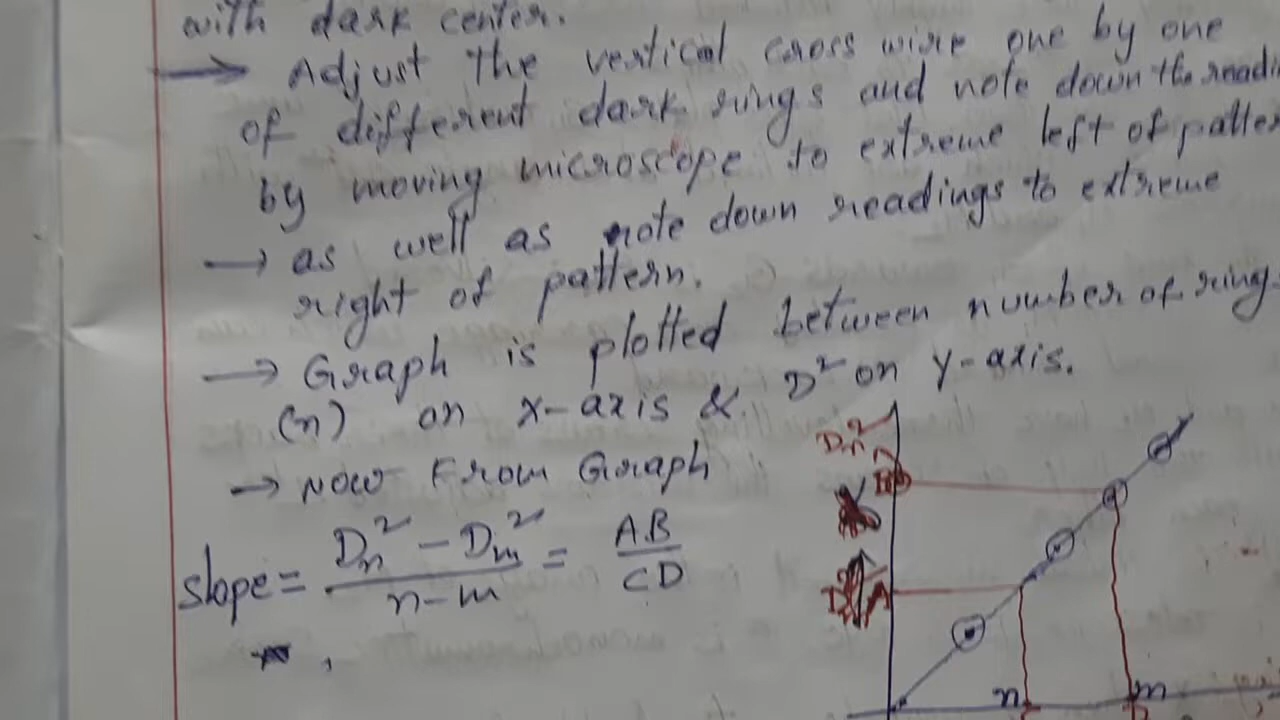 with dark center.
→ Adjust the vertical cross wire one by one
of different dark rings and note down the readi
by moving microscope to extreme left of patter
→ as well as note down readings to extreme
right of pattern.
→ Graph is plotted between number of ring
(n) on x-axis & D² on y-axis.
→ Now From Graph
slope = Dn² - Dm² / n-m = AB / CD
Dn²
B
A
n m